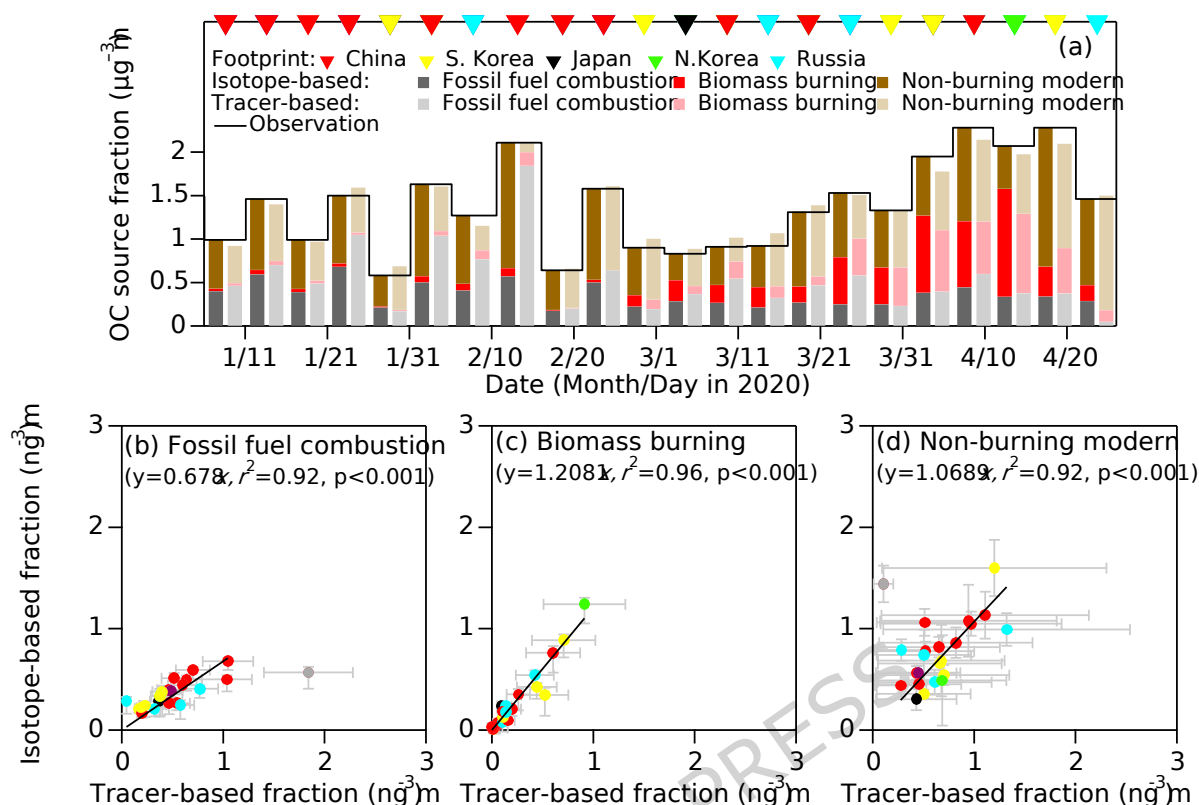 (a)
Footprint: China S. Korea Japan N.Korea Russia
Isotope-based: Fossil fuel combustion Biomass burning Non-burning modern
Tracer-based: Fossil fuel combustion Biomass burning Non-burning modern
Observation
OC source fraction (μg-3m)
2
1.5
1
0.5
0
1/11 1/21 1/31 2/10 2/20 3/1 3/11 3/21 3/31 4/10 4/20
Date (Month/Day in 2020)
Isotope-based fraction (ng-3m)
3 3 3
(b) Fossil fuel combustion (c) Biomass burning (d) Non-burning modern
(y=0.678x, r2=0.92, p<0.001) (y=1.2081x, r2=0.96, p<0.001) (y=1.0689x, r2=0.92, p<0.001)
2 2 2
1 1 1
0 0 0
0 1 2 3 0 1 2 3 0 1 2 3
Tracer-based fraction (ng-3m) Tracer-based fraction (ng-3m) Tracer-based fraction (ng-3m)
PRESS